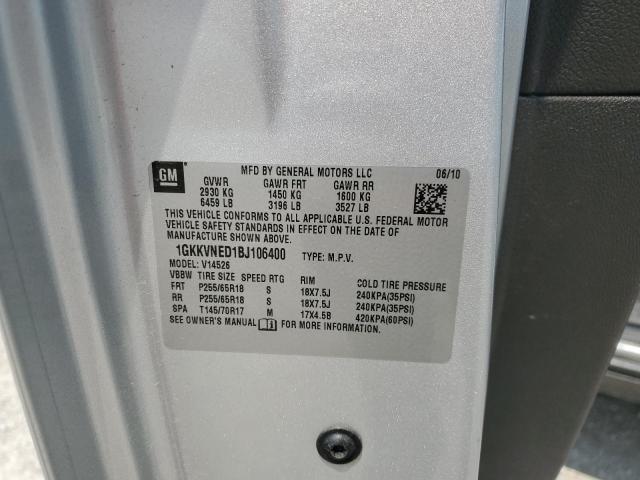 GM MFD BY GENERAL MOTORS LLC 06/10
GVWR GAWR FRT GAWR RR
2930 KG 1450 KG 1600 KG
6459 LB 3196 LB 3527 LB
THIS VEHICLE CONFORMS TO ALL APPLICABLE U.S. FEDERAL MOTOR
VEHICLE SAFETY STANDARDS IN EFFECT ON THE DATE OF
MANUFACTURE SHOWN ABOVE.
1GKKVNED1BJ106400 TYPE: M.P.V.
MODEL: V14526
VBBW TIRE SIZE SPEED RTG RIM COLD TIRE PRESSURE
FRT P255/65R18 S 18X7.5J 240KPA(35PSI)
RR P255/65R18 S 18X7.5J 240KPA(35PSI)
SPA T145/70R17 M 17X4.5B 420KPA(60PSI)
SEE OWNER'S MANUAL FOR MORE INFORMATION.